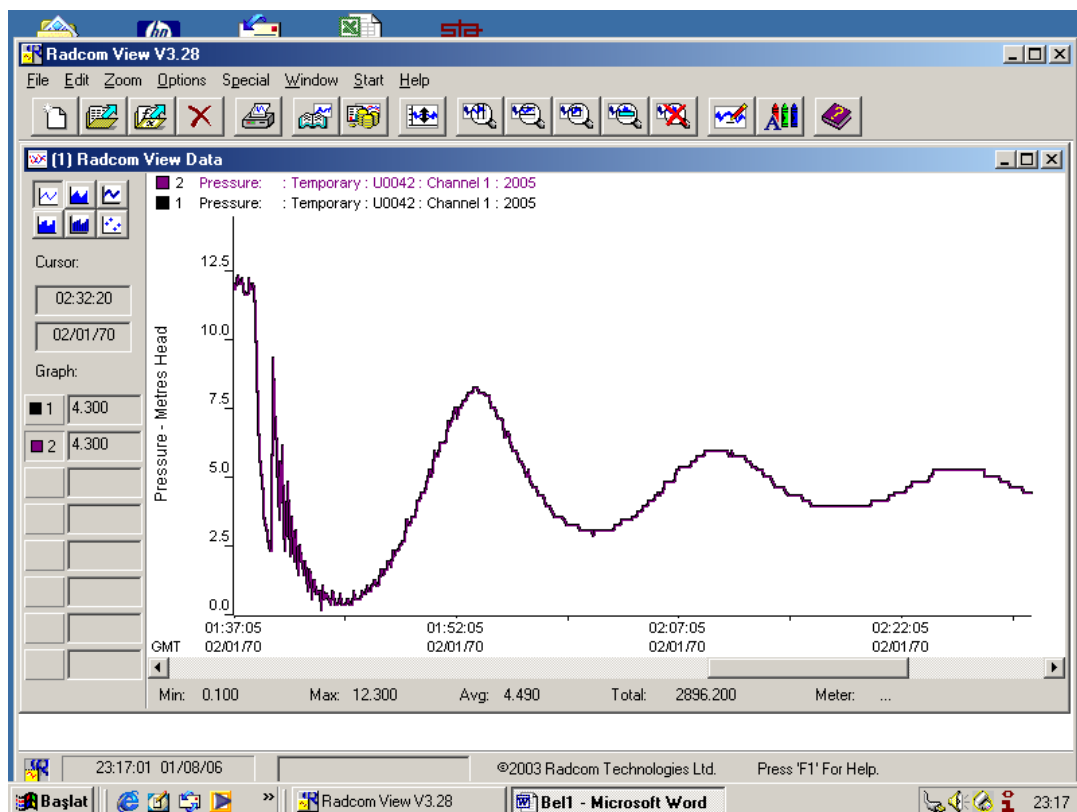 hp
sta
Radcom View V3.28
File Edit Zoom Options Special Window Start Help
(1) Radcom View Data
2 Pressure: : Temporary : U0042 : Channel 1 : 2005
1 Pressure: : Temporary : U0042 : Channel 1 : 2005
Cursor:
02:32:20
02/01/70
Graph:
1 4.300
2 4.300
Pressure - Metres Head
12.5
10.0
7.5
5.0
2.5
0.0
01:37:05 01:52:05 02:07:05 02:22:05
GMT 02/01/70 02/01/70 02/01/70 02/01/70
Min: 0.100 Max: 12.300 Avg: 4.490 Total: 2896.200 Meter: ...
23:17:01 01/08/06 ©2003 Radcom Technologies Ltd. Press 'F1' For Help.
Başlat » Radcom View V3.28 Bel1 - Microsoft Word 23:17